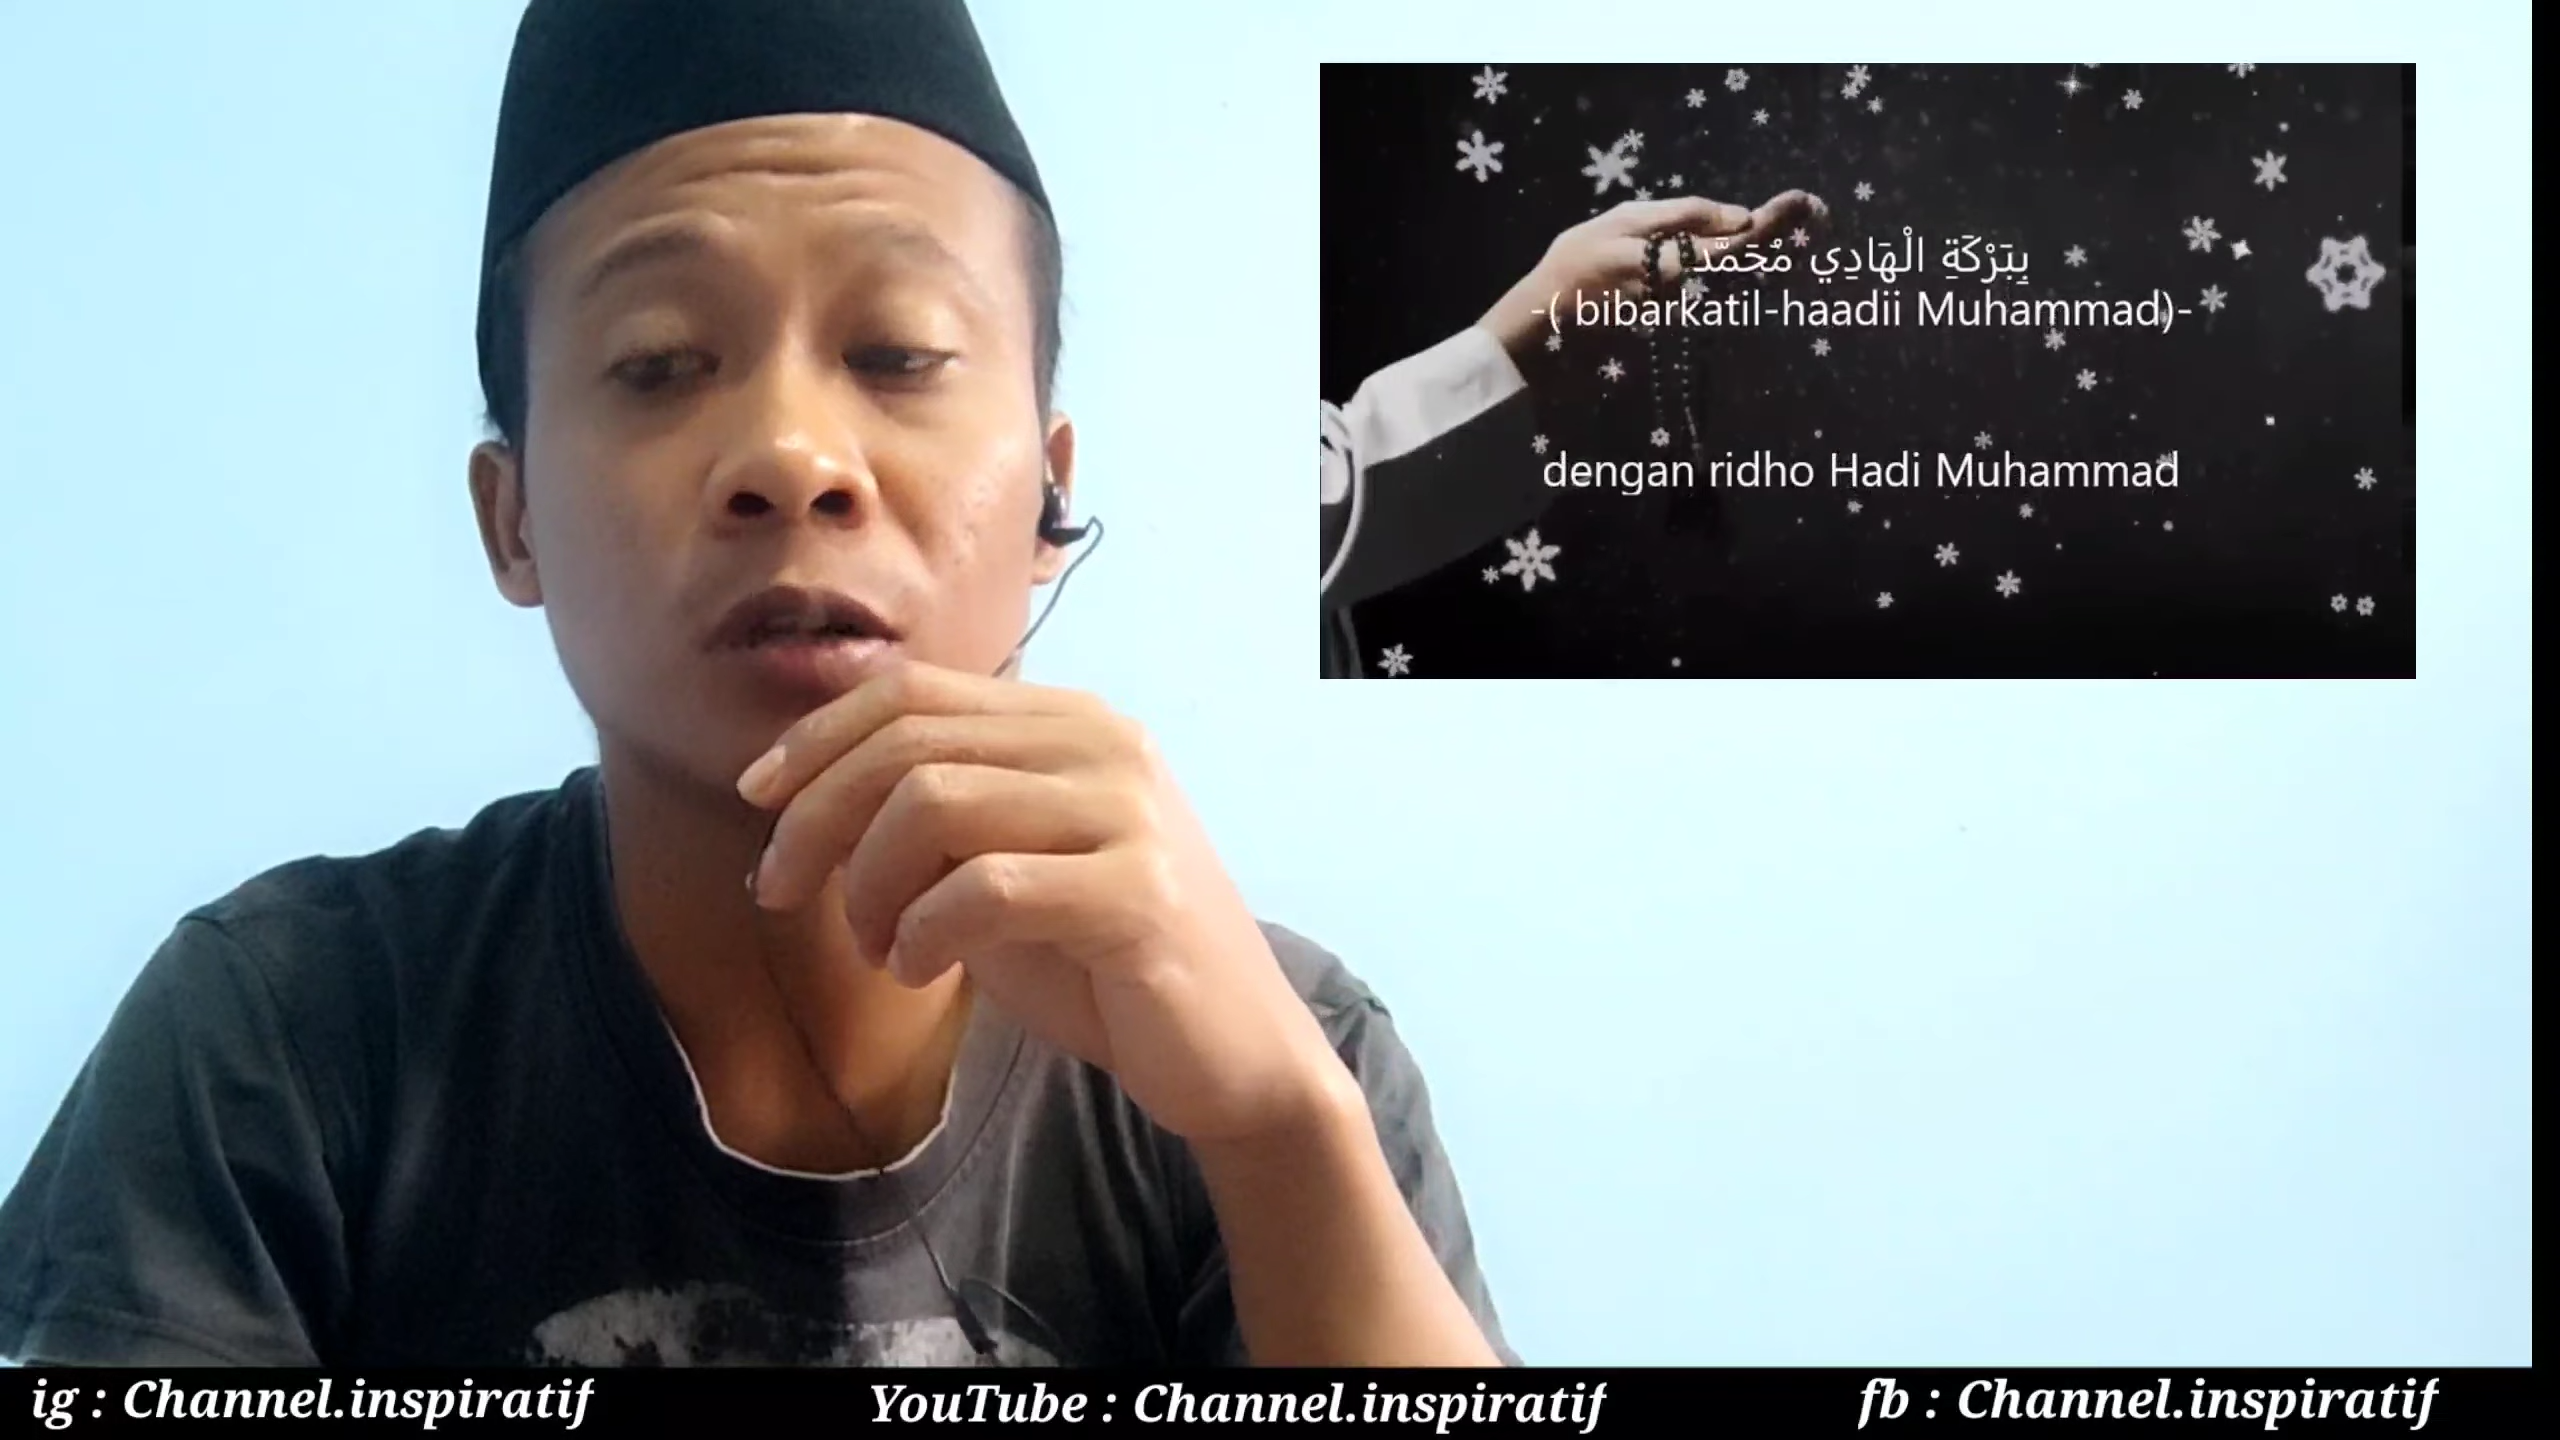 بِبَرْكَةِ الْهَادِي مُحَمَّد
-( bibarkatil-haadii Muhammad)-
dengan ridho Hadi Muhammad
ig : Channel.inspiratif
YouTube : Channel.inspiratif
fb : Channel.inspiratif